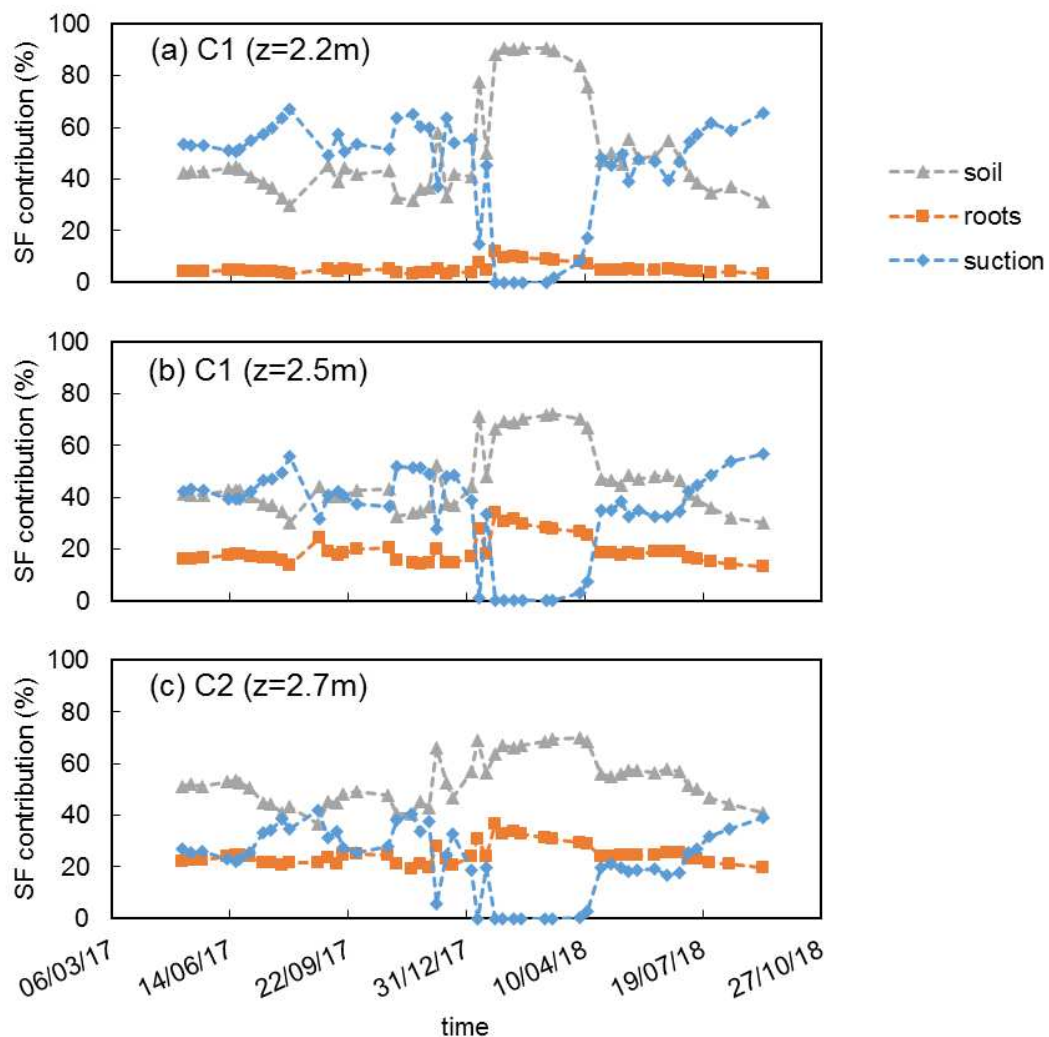 100
80
60
40
20
0
SF contribution (%)
(a) C1 (z=2.2m)
soil
roots
suction
100
80
60
40
20
0
SF contribution (%)
(b) C1 (z=2.5m)
100
80
60
40
20
0
SF contribution (%)
(c) C2 (z=2.7m)
06/03/17
14/06/17
22/09/17
31/12/17
10/04/18
19/07/18
27/10/18
time